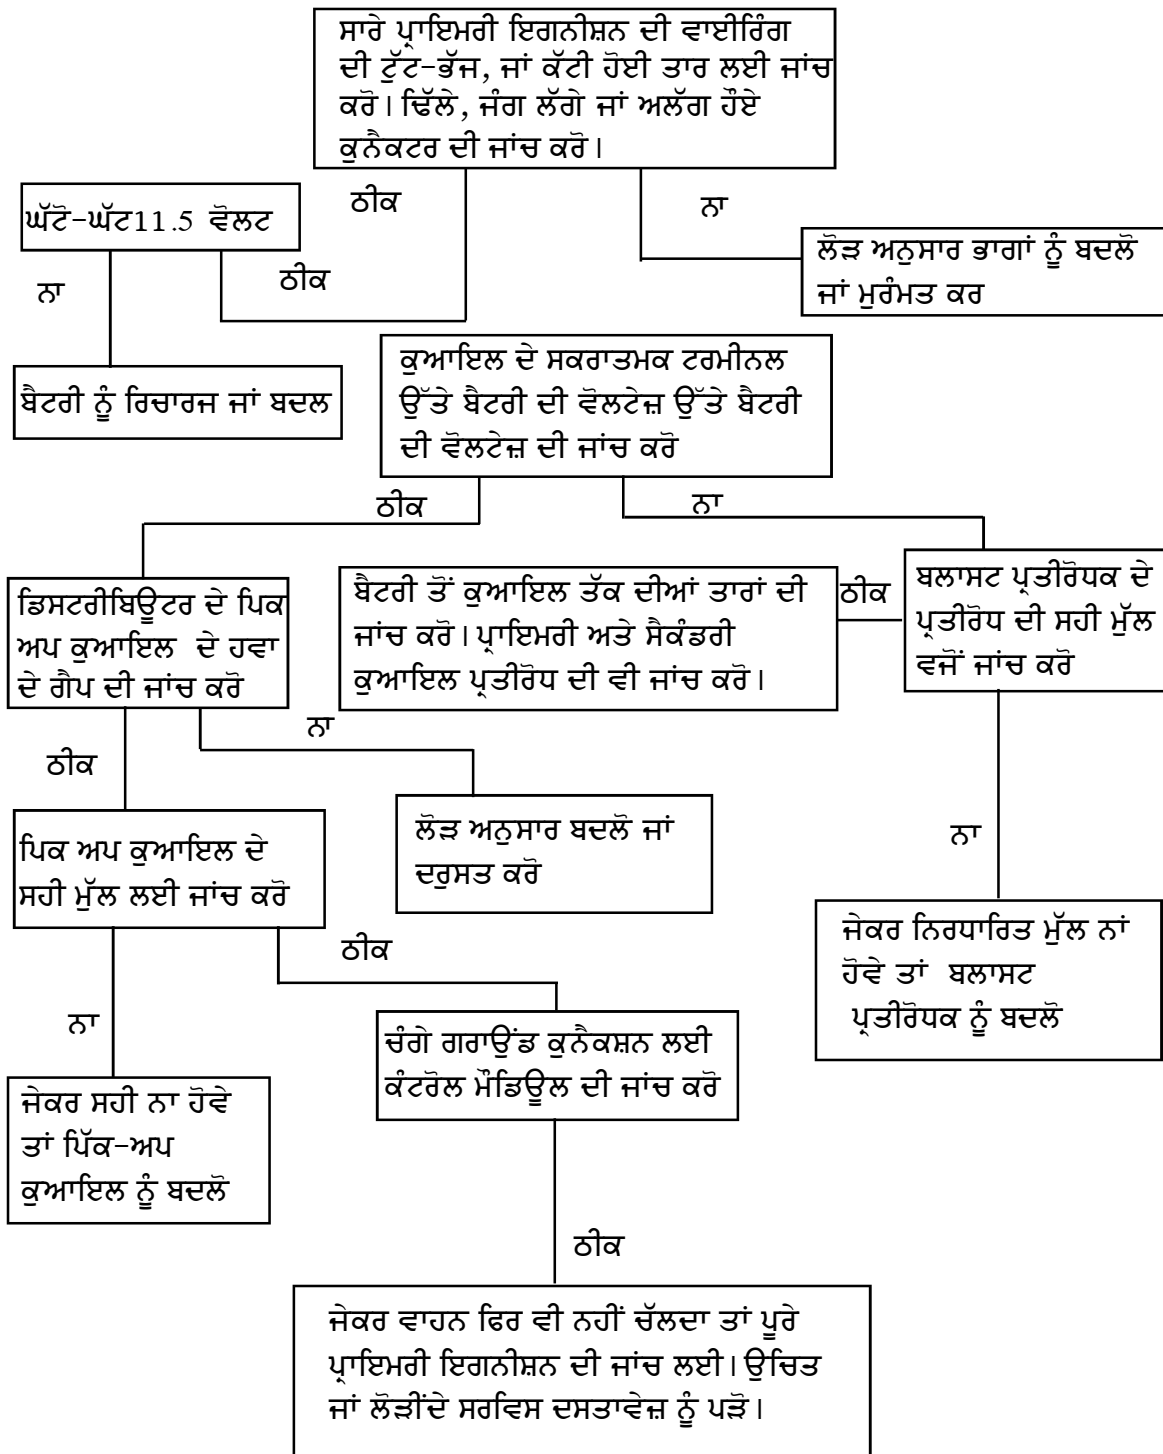 ਸਾਰੇ ਪ੍ਰਾਇਮਰੀ ਇਗਨੀਸ਼ਨ ਦੀ ਵਾਈਰਿੰਗ
ਦੀ ਟੁੱਟ-ਭੱਜ, ਜਾਂ ਕੱਟੀ ਹੋਈ ਤਾਰ ਲਈ ਜਾਂਚ
ਕਰੋ। ਢਿੱਲੇ, ਜੰਗ ਲੱਗੇ ਜਾਂ ਅਲੱਗ ਹੌਏ
ਕੁਨੈਕਟਰ ਦੀ ਜਾਂਚ ਕਰੋ।
ਠੀਕ
ਨਾ
ਘੱਟੋ-ਘੱਟ11.5 ਵੋਲਟ
ਲੋੜ ਅਨੁਸਾਰ ਭਾਗਾਂ ਨੂੰ ਬਦਲੋ
ਜਾਂ ਮੁਰੰਮਤ ਕਰ
ਨਾ
ਠੀਕ
ਬੈਟਰੀ ਨੂੰ ਰਿਚਾਰਜ ਜਾਂ ਬਦਲ
ਕੁਆਇਲ ਦੇ ਸਕਰਾਤਮਕ ਟਰਮੀਨਲ
ਉੱਤੇ ਬੈਟਰੀ ਦੀ ਵੋਲਟੇਜ਼ ਉੱਤੇ ਬੈਟਰੀ
ਦੀ ਵੋਲਟੇਜ਼ ਦੀ ਜਾਂਚ ਕਰੋ
ਠੀਕ
ਨਾ
ਡਿਸਟਰੀਬਿਊਟਰ ਦੇ ਪਿਕ
ਅਪ ਕੁਆਇਲ ਦੇ ਹਵਾ
ਦੇ ਗੈਪ ਦੀ ਜਾਂਚ ਕਰੋ
ਬੈਟਰੀ ਤੋਂ ਕੁਆਇਲ ਤੱਕ ਦੀਆਂ ਤਾਰਾਂ ਦੀ
ਜਾਂਚ ਕਰੋ। ਪ੍ਰਾਇਮਰੀ ਅਤੇ ਸੈਕੰਡਰੀ
ਕੁਆਇਲ ਪ੍ਰਤੀਰੋਧ ਦੀ ਵੀ ਜਾਂਚ ਕਰੋ।
ਠੀਕ
ਬਲਾਸਟ ਪ੍ਰਤੀਰੋਧਕ ਦੇ
ਪ੍ਰਤੀਰੋਧ ਦੀ ਸਹੀ ਮੁੱਲ
ਵਜੋਂ ਜਾਂਚ ਕਰੋ
ਠੀਕ
ਨਾ
ਪਿਕ ਅਪ ਕੁਆਇਲ ਦੇ
ਸਹੀ ਮੁੱਲ ਲਈ ਜਾਂਚ ਕਰੋ
ਲੋੜ ਅਨੁਸਾਰ ਬਦਲੋ ਜਾਂ
ਦਰੁਸਤ ਕਰੋ
ਨਾ
ਜੇਕਰ ਨਿਰਧਾਰਿਤ ਮੁੱਲ ਨਾਂ
ਹੋਵੇ ਤਾਂ ਬਲਾਸਟ
ਪ੍ਰਤੀਰੋਧਕ ਨੂੰ ਬਦਲੋ
ਠੀਕ
ਨਾ
ਚੰਗੇ ਗਰਾਉਂਡ ਕੁਨੈਕਸ਼ਨ ਲਈ
ਕੰਟਰੋਲ ਮੌਡਿਊਲ ਦੀ ਜਾਂਚ ਕਰੋ
ਜੇਕਰ ਸਹੀ ਨਾ ਹੋਵੇ
ਤਾਂ ਪਿੱਕ-ਅਪ
ਕੁਆਇਲ ਨੂੰ ਬਦਲੋ
ਠੀਕ
ਜੇਕਰ ਵਾਹਨ ਫਿਰ ਵੀ ਨਹੀਂ ਚੱਲਦਾ ਤਾਂ ਪੂਰੇ
ਪ੍ਰਾਇਮਰੀ ਇਗਨੀਸ਼ਨ ਦੀ ਜਾਂਚ ਲਈ। ਉਚਿਤ
ਜਾਂ ਲੋੜੀਂਦੇ ਸਰਵਿਸ ਦਸਤਾਵੇਜ਼ ਨੂੰ ਪੜੋ।